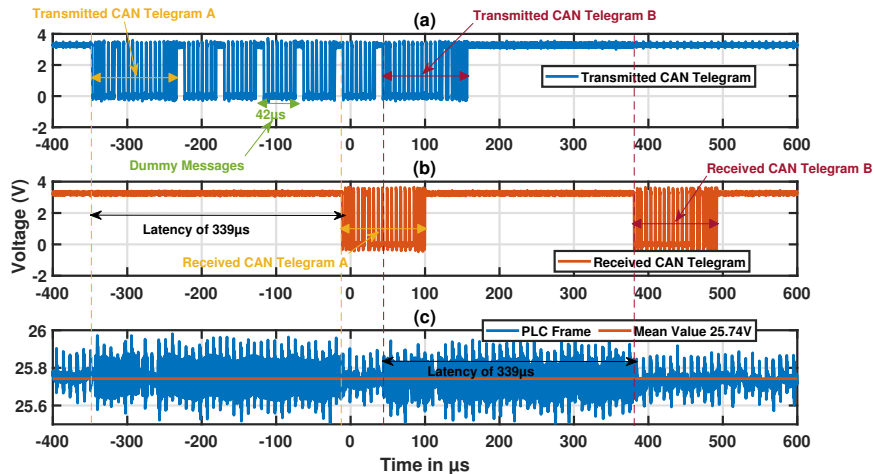 (a)
Transmitted CAN Telegram A
Transmitted CAN Telegram B
4
2
0
-2
Transmitted CAN Telegram
42µs
-400 -300 -200 -100 0 100 200 300 400 500 600
Dummy Messages
(b)
Received CAN Telegram B
4
2
0
-2
Voltage (V)
Latency of 339µs
Received CAN Telegram A
Received CAN Telegram
-400 -300 -200 -100 0 100 200 300 400 500 600
(c)
26
25.8
25.6
PLC Frame
Mean Value 25.74V
Latency of 339µs
-400 -300 -200 -100 0 100 200 300 400 500 600
Time in µs